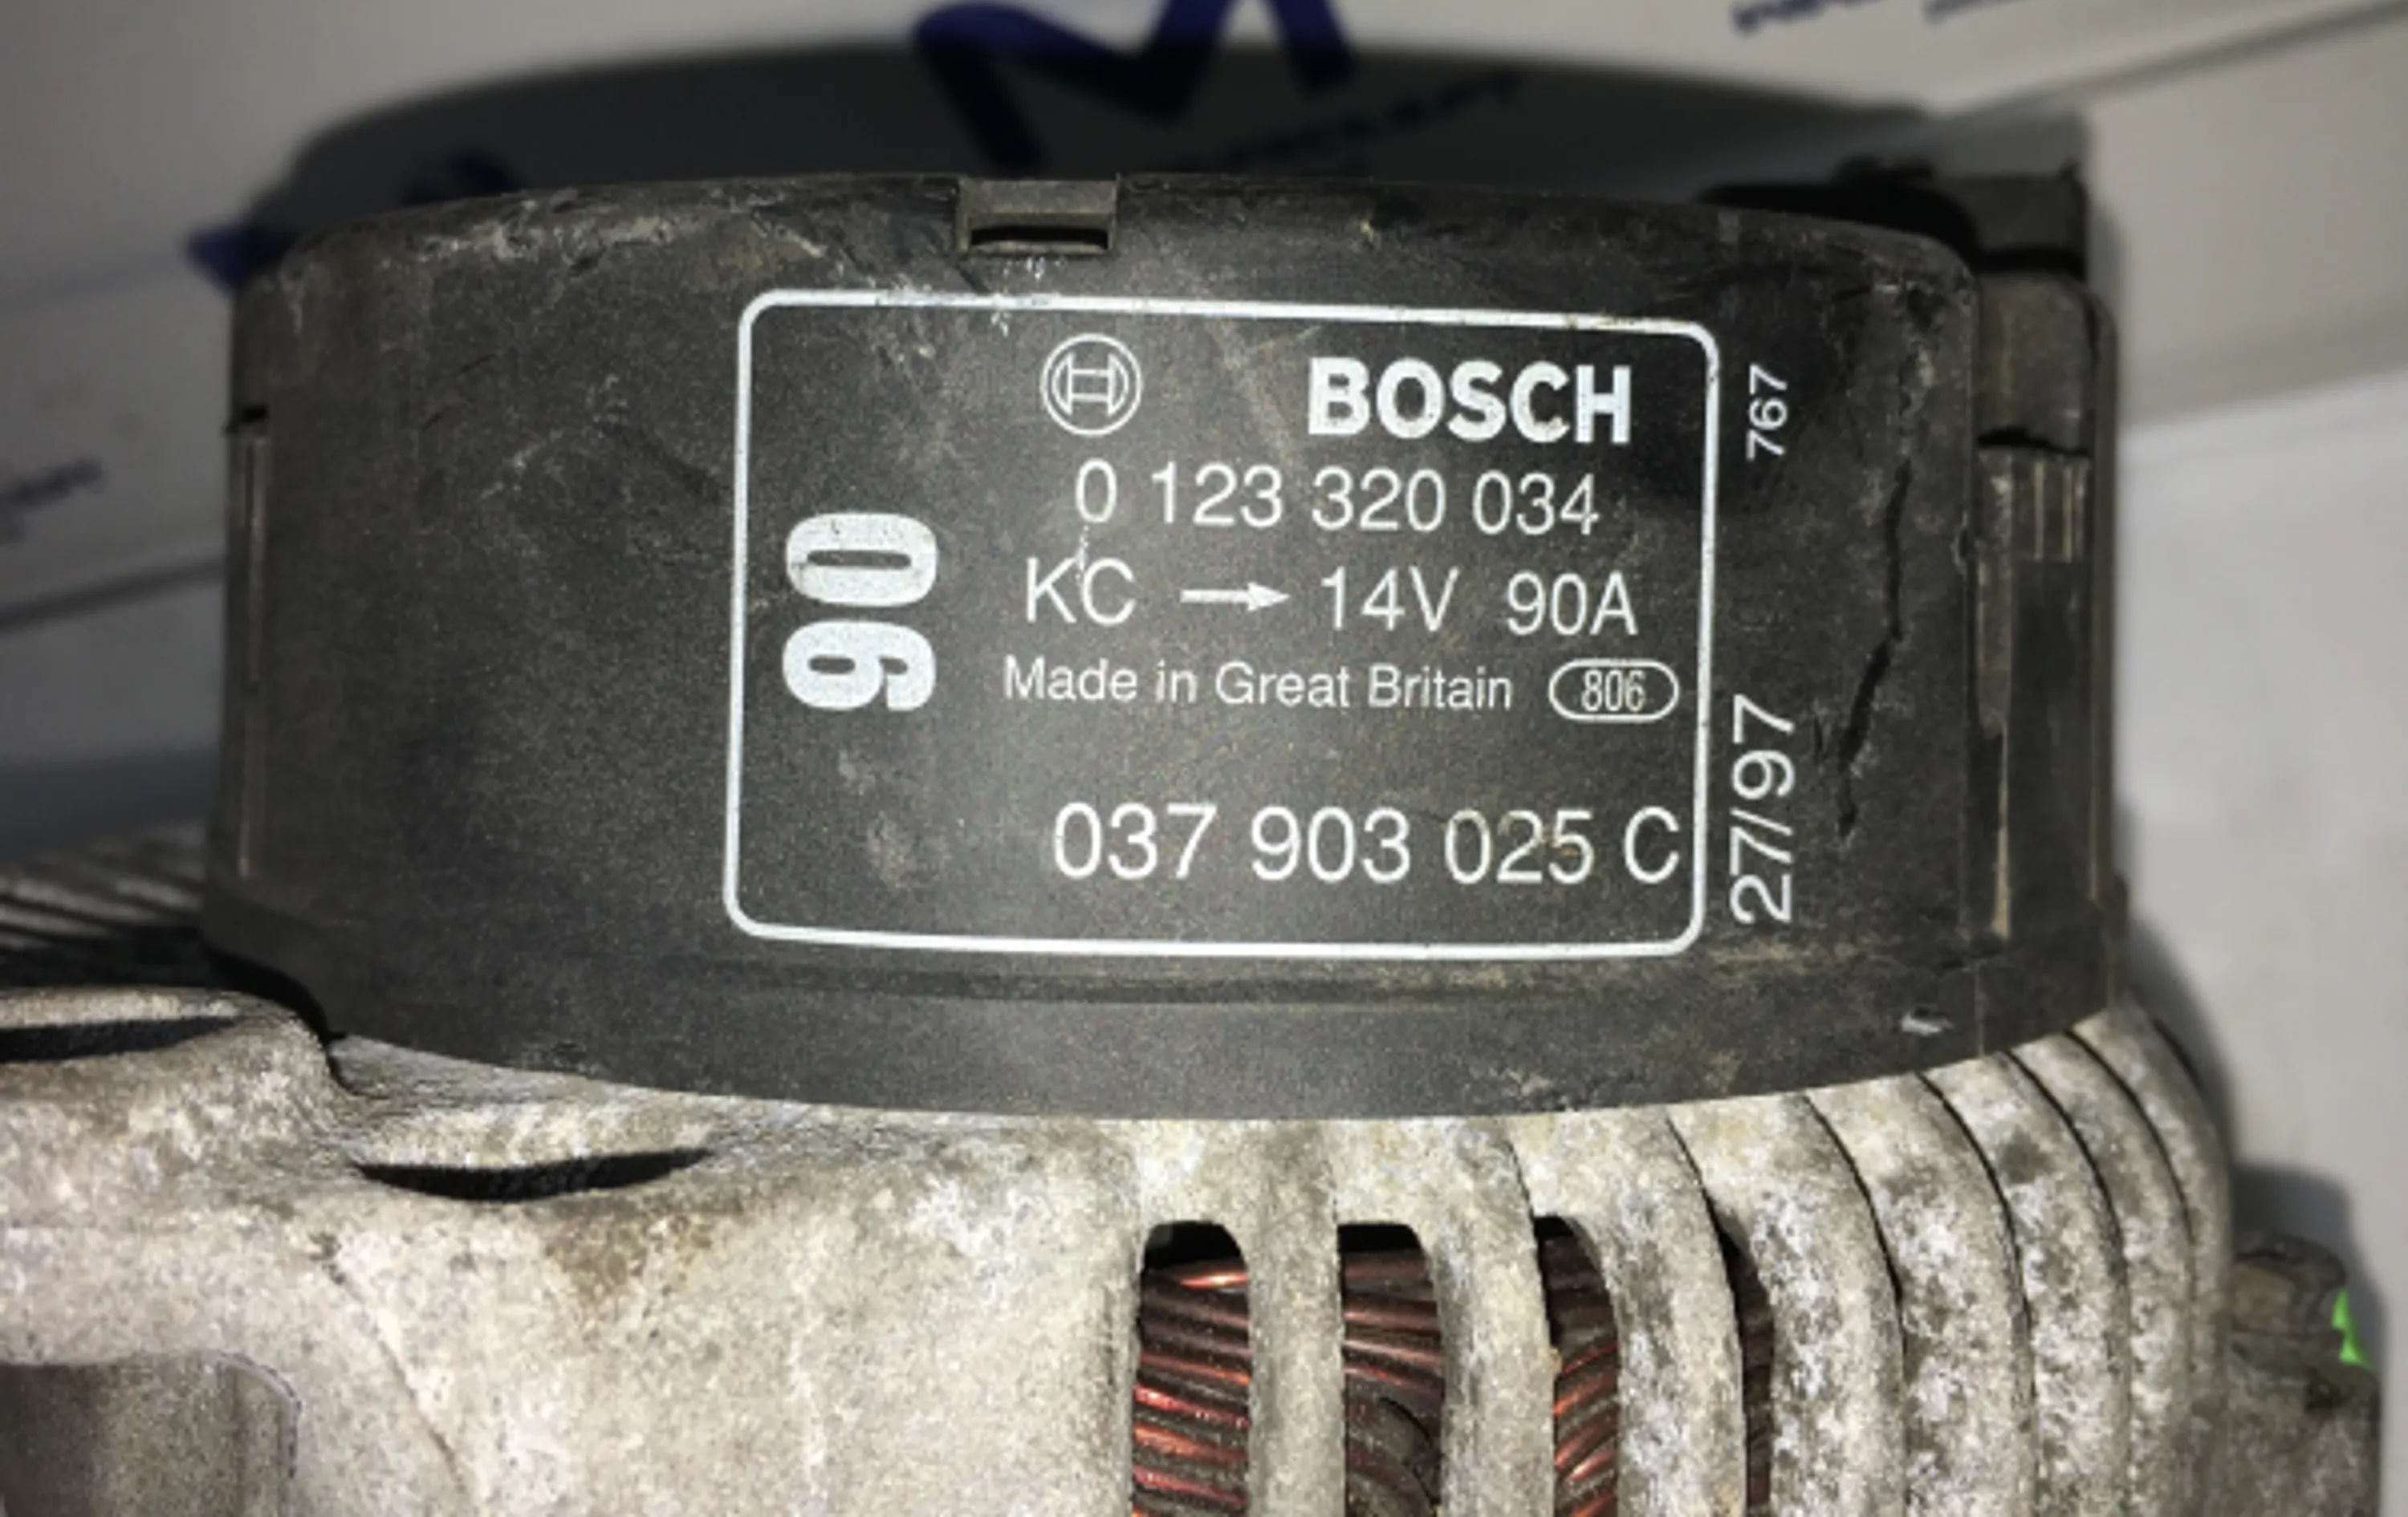 BOSCH
0 123 320 034
KC → 14V 90A
Made in Great Britain 806
037 903 025 C
90
767
27/97